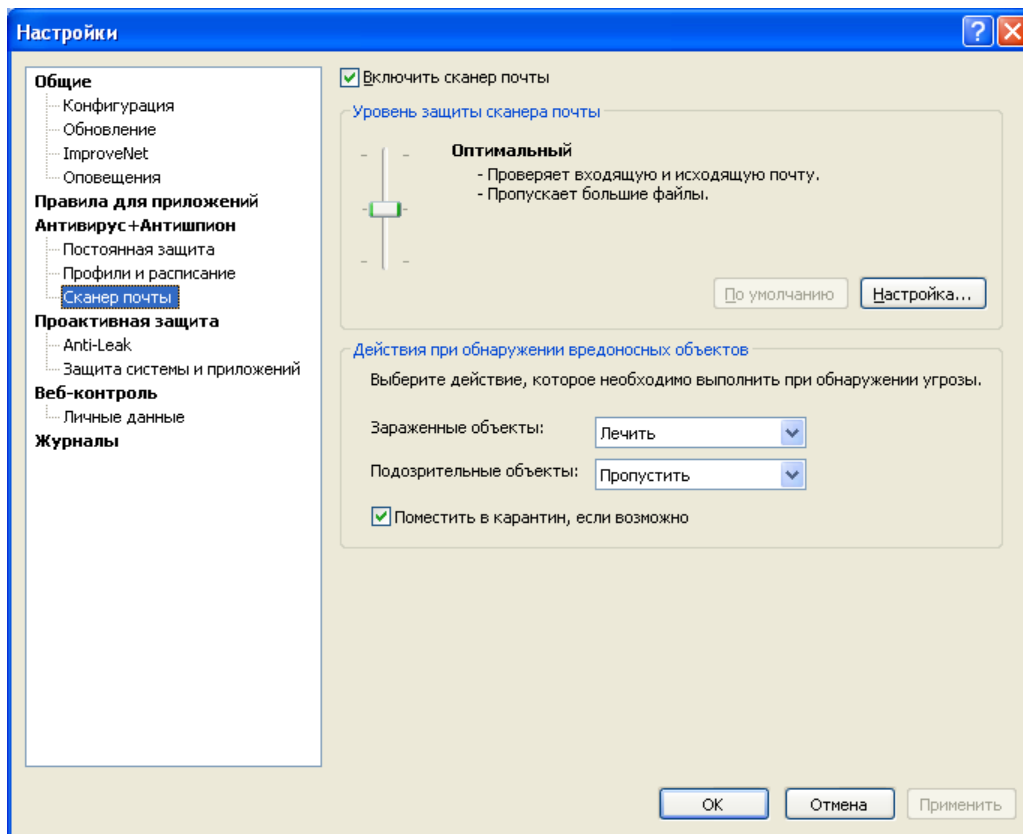 Настройки
Общие
Конфигурация
Обновление
ImproveNet
Оповещения
Правила для приложений
Антивирус+Антишпион
Постоянная защита
Профили и расписание
Сканер почты
Проактивная защита
Anti-Leak
Защита системы и приложений
Веб-контроль
Личные данные
Журналы
Включить сканер почты
Уровень защиты сканера почты
Оптимальный
- Проверяет входящую и исходящую почту.
- Пропускает большие файлы.
По умолчанию
Настройка...
Действия при обнаружении вредоносных объектов
Выберите действие, которое необходимо выполнить при обнаружении угрозы.
Зараженные объекты:
Лечить
Подозрительные объекты:
Пропустить
Поместить в карантин, если возможно
ОК
Отмена
Применить